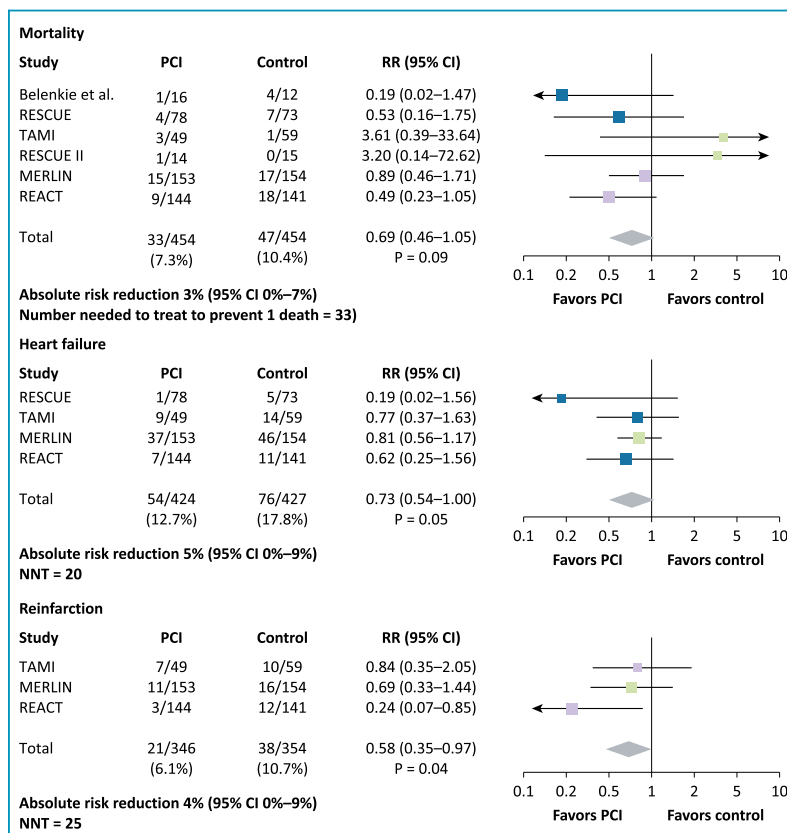 Mortality
Study PCI Control RR (95% CI)
Belenkie et al. 1/16 4/12 0.19 (0.02–1.47)
RESCUE 4/78 7/73 0.53 (0.16–1.75)
TAMI 3/49 1/59 3.61 (0.39–33.64)
RESCUE II 1/14 0/15 3.20 (0.14–72.62)
MERLIN 15/153 17/154 0.89 (0.46–1.71)
REACT 9/144 18/141 0.49 (0.23–1.05)
Total 33/454 47/454 0.69 (0.46–1.05)
(7.3%) (10.4%) P = 0.09
0.1 0.2 0.5 1 2 5 10
Favors PCI Favors control
Absolute risk reduction 3% (95% CI 0%–7%)
Number needed to treat to prevent 1 death = 33)
Heart failure
Study PCI Control RR (95% CI)
RESCUE 1/78 5/73 0.19 (0.02–1.56)
TAMI 9/49 14/59 0.77 (0.37–1.63)
MERLIN 37/153 46/154 0.81 (0.56–1.17)
REACT 7/144 11/141 0.62 (0.25–1.56)
Total 54/424 76/427 0.73 (0.54–1.00)
(12.7%) (17.8%) P = 0.05
0.1 0.2 0.5 1 2 5 10
Favors PCI Favors control
Absolute risk reduction 5% (95% CI 0%–9%)
NNT = 20
Reinfarction
Study PCI Control RR (95% CI)
TAMI 7/49 10/59 0.84 (0.35–2.05)
MERLIN 11/153 16/154 0.69 (0.33–1.44)
REACT 3/144 12/141 0.24 (0.07–0.85)
Total 21/346 38/354 0.58 (0.35–0.97)
(6.1%) (10.7%) P = 0.04
0.1 0.2 0.5 1 2 5 10
Favors PCI Favors control
Absolute risk reduction 4% (95% CI 0%–9%)
NNT = 25